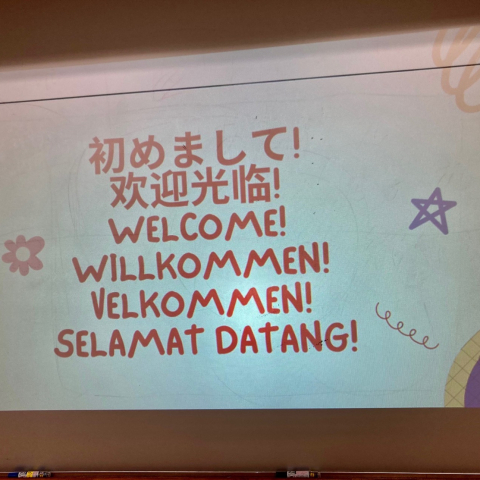 初めまして!
欢迎光临!
WELCOME!
WILLKOMMEN!
VELKOMMEN!
SELAMAT DATANG!